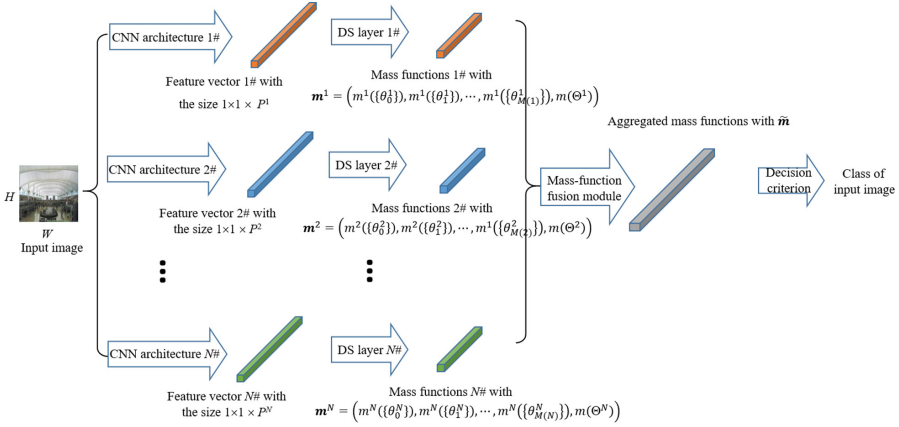 CNN architecture 1#
DS layer 1#
Feature vector 1# with
the size 1×1 × P¹
Mass functions 1# with
m¹ = (m¹({θ₀¹}), m¹({θ₁¹}), ⋯, m¹({θ¹_M(1)}), m(Θ¹))
Aggregated mass functions with m̃
CNN architecture 2#
DS layer 2#
Mass-function
fusion module
Decision
criterion
Class of
input image
H
W
Input image
Feature vector 2# with
the size 1×1 × P²
Mass functions 2# with
m² = (m²({θ₀²}), m²({θ₁²}), ⋯, m¹({θ²_M(2)}), m(Θ²))
CNN architecture N#
DS layer N#
Feature vector N# with
the size 1×1 × Pᴺ
Mass functions N# with
mᴺ = (mᴺ({θ₀ᴺ}), mᴺ({θ₁ᴺ}), ⋯, mᴺ({θᴺ_M(N)}), m(Θᴺ))